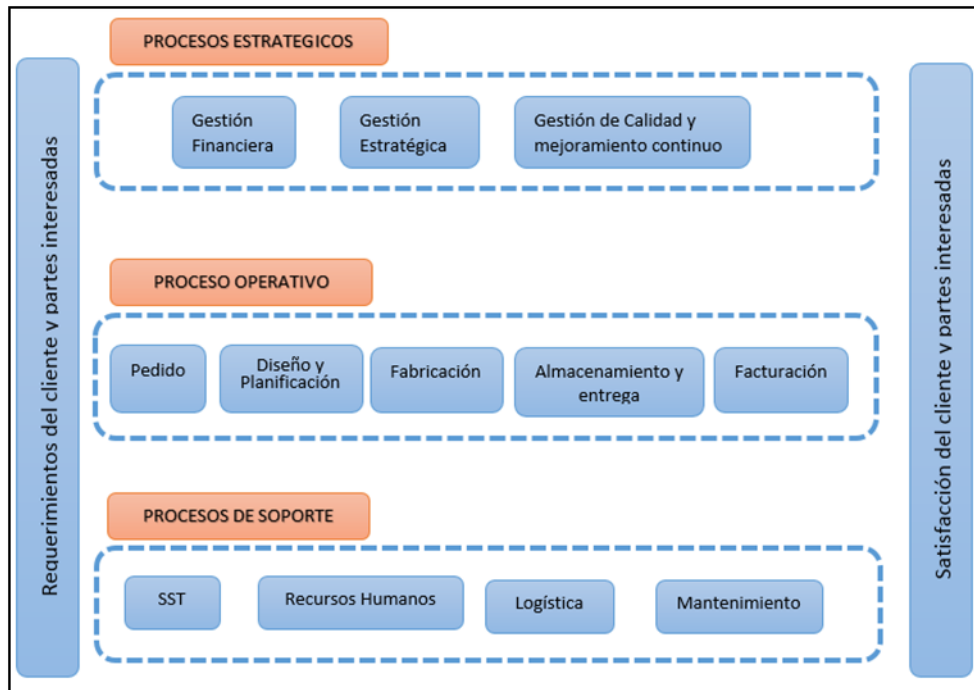 PROCESOS ESTRATEGICOS
Requerimientos del cliente y partes interesadas
Gestión
Financiera
Gestión
Estratégica
Gestión de Calidad y
mejoramiento continuo
PROCESO OPERATIVO
Pedido
Diseño y
Planificación
Fabricación
Almacenamiento y
entrega
Facturación
PROCESOS DE SOPORTE
SST
Recursos Humanos
Logística
Mantenimiento
Satisfacción del cliente y partes interesadas